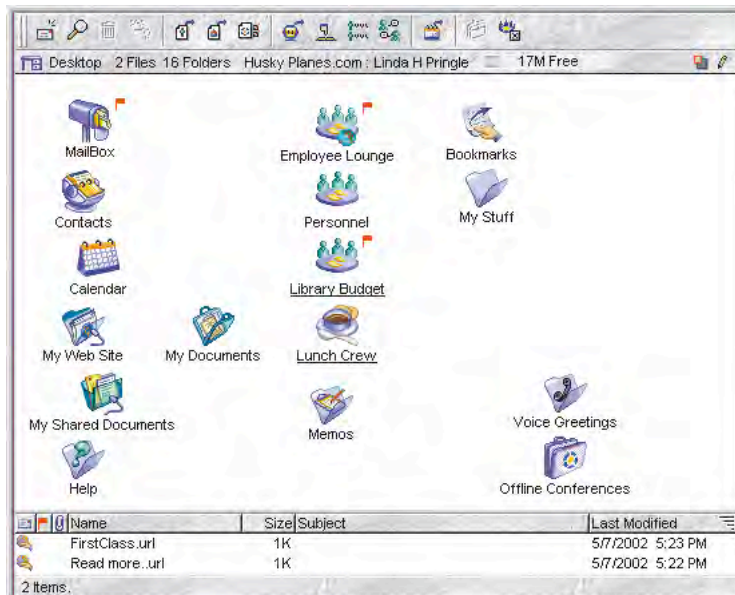 Desktop 2 Files 16 Folders Husky Planes.com : Linda H Pringle 17M Free
MailBox
Employee Lounge
Bookmarks
Contacts
Personnel
My Stuff
Calendar
Library Budget
My Web Site
My Documents
Lunch Crew
My Shared Documents
Memos
Voice Greetings
Help
Offline Conferences
Name Size Subject Last Modified
FirstClass.url 1K 5/7/2002 5:23 PM
Read more..url 1K 5/7/2002 5:22 PM
2 Items.